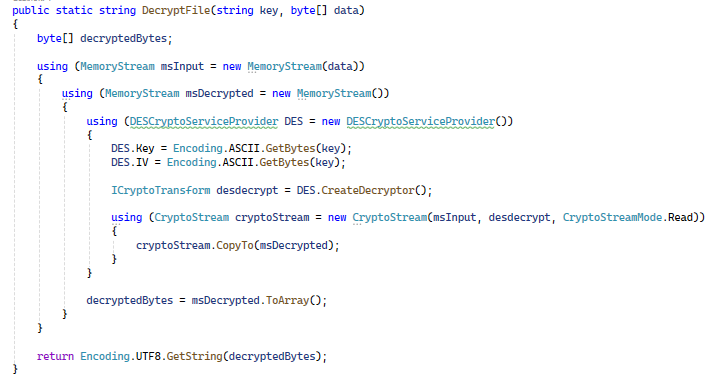 public static string DecryptFile(string key, byte[] data)
{
    byte[] decryptedBytes;
    using (MemoryStream msInput = new MemoryStream(data))
    {
        using (MemoryStream msDecrypted = new MemoryStream())
        {
            using (DESCryptoServiceProvider DES = new DESCryptoServiceProvider())
            {
                DES.Key = Encoding.ASCII.GetBytes(key);
                DES.IV = Encoding.ASCII.GetBytes(key);
                ICryptoTransform desdecrypt = DES.CreateDecryptor();
                using (CryptoStream cryptoStream = new CryptoStream(msInput, desdecrypt, CryptoStreamMode.Read))
                {
                    cryptoStream.CopyTo(msDecrypted);
                }
            }
            decryptedBytes = msDecrypted.ToArray();
        }
    }
    return Encoding.UTF8.GetString(decryptedBytes);
}